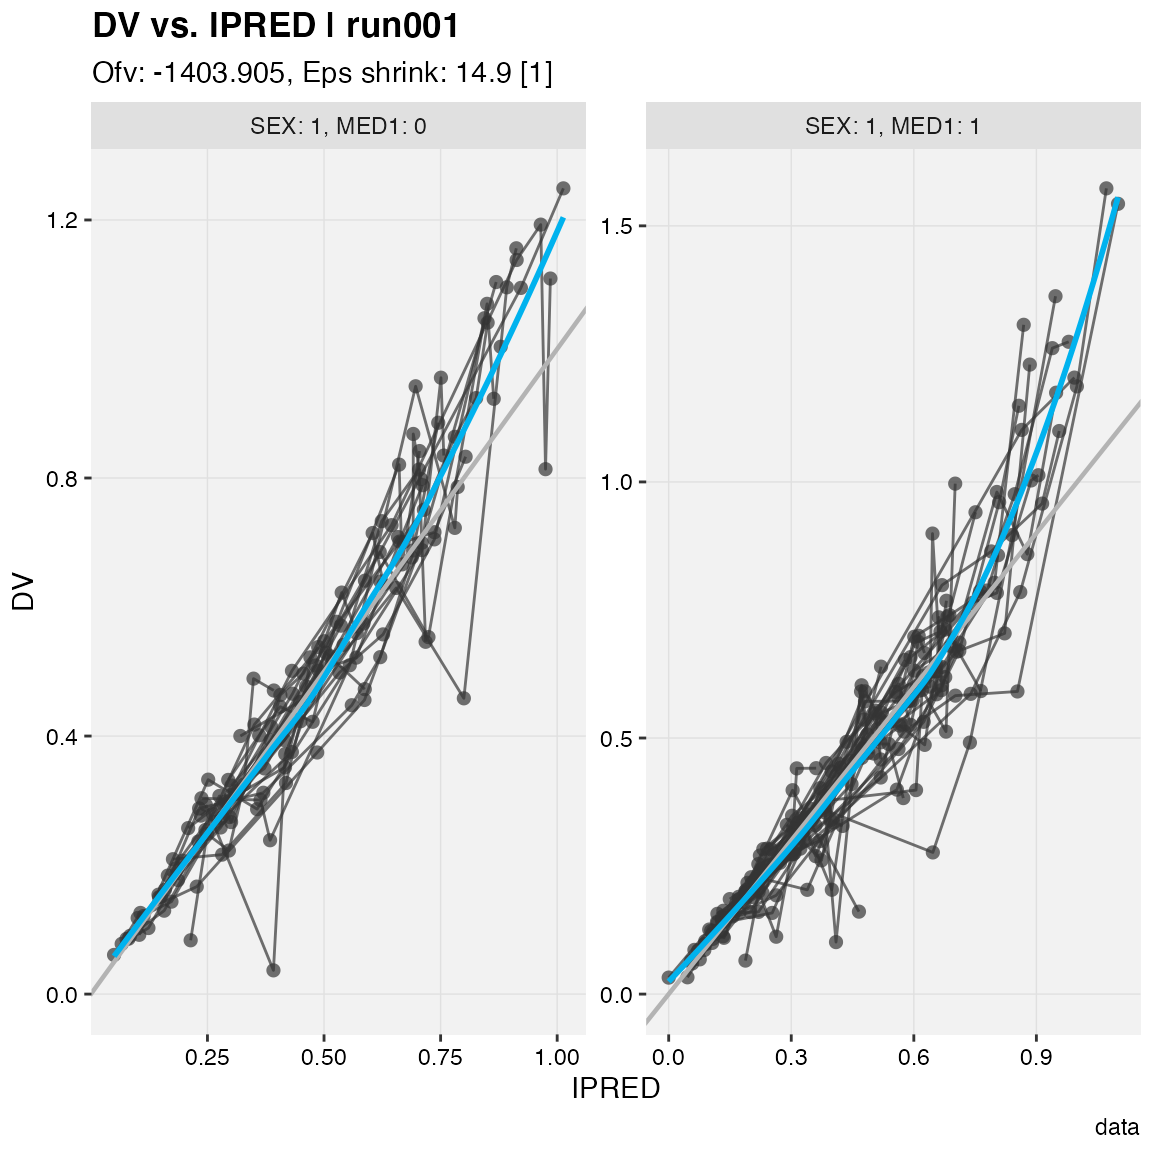 DV vs. IPRED | run001
Ofv: -1403.905, Eps shrink: 14.9 [1]
SEX: 1, MED1: 0
SEX: 1, MED1: 1
DV
1.2
0.8
0.4
0.0
1.5
1.0
0.5
0.0
0.25 0.50 0.75 1.00
0.0 0.3 0.6 0.9
IPRED
data